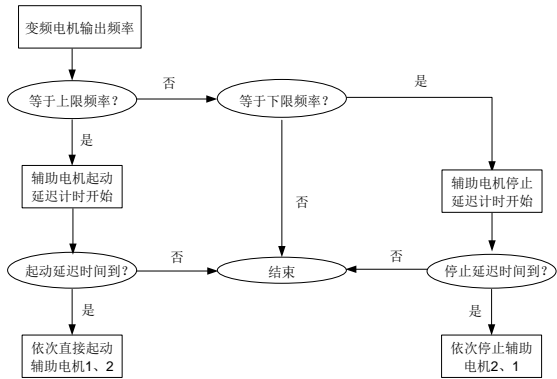 变频电机输出频率
等于上限频率？
否
等于下限频率？
是
是
辅助电机起动
延迟计时开始
否
辅助电机停止
延迟计时开始
起动延迟时间到？
否
结束
否
停止延迟时间到？
是
是
依次直接起动
辅助电机1、2
依次停止辅助
电机2、1